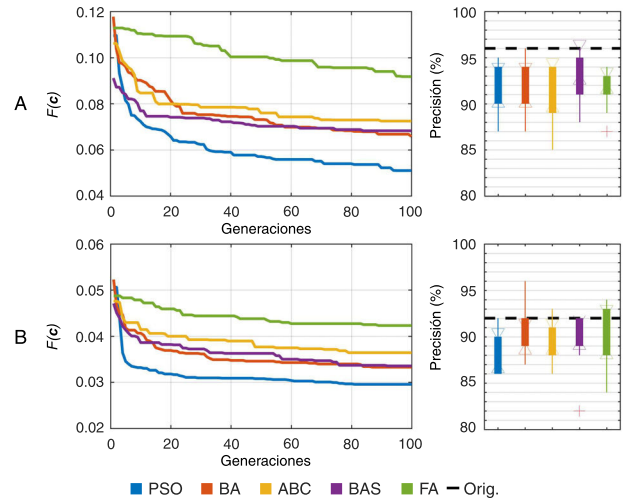 A
F(c)
0.12
0.10
0.08
0.06
0.04
0 20 40 60 80 100
Generaciones
Precisión (%)
100
95
90
85
80
B
F(c)
0.06
0.05
0.04
0.03
0.02
0 20 40 60 80 100
Generaciones
Precisión (%)
100
95
90
85
80
PSO BA ABC BAS FA Orig.